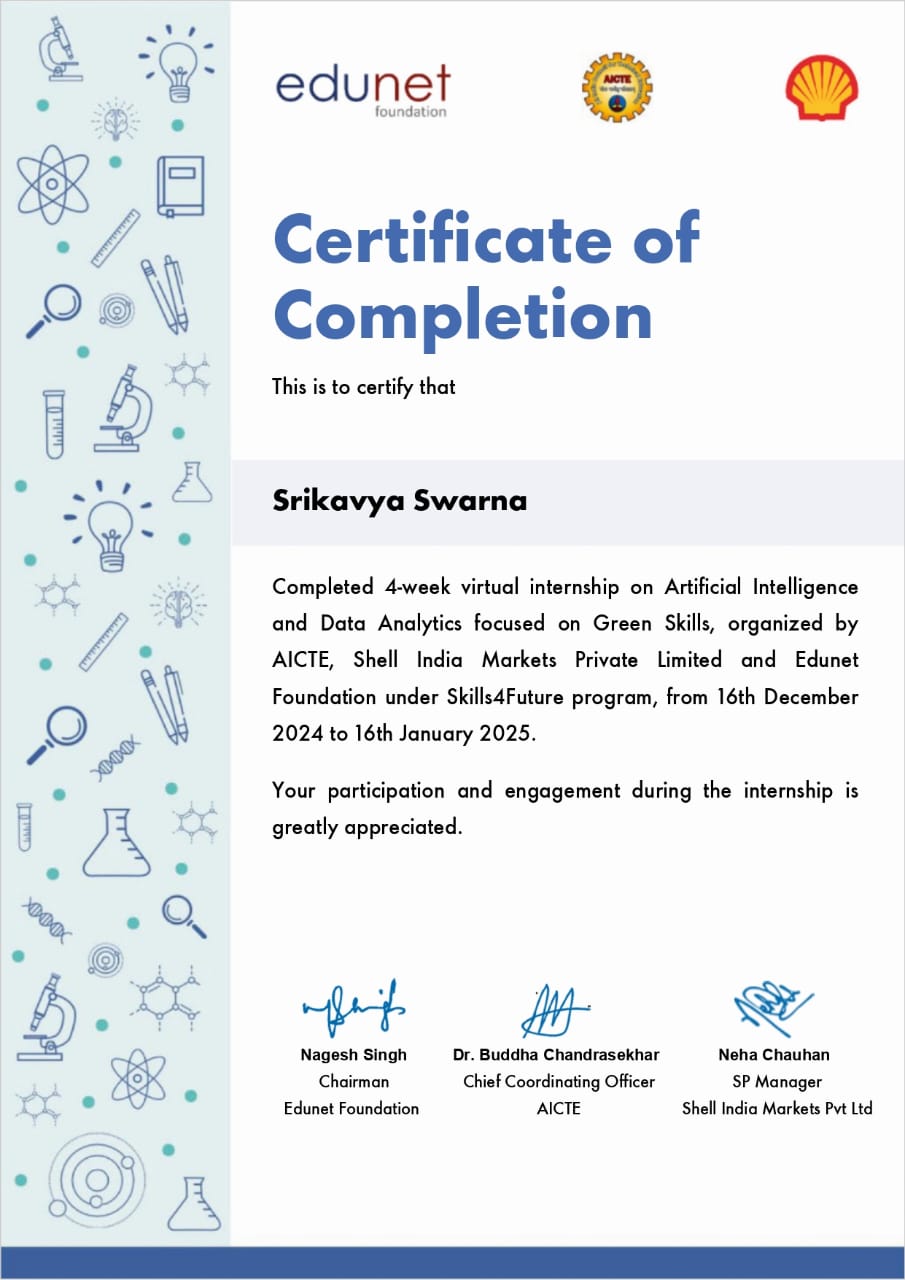 edunet
foundation
AICTE
Certificate of
Completion
This is to certify that
Srikavya Swarna
Completed 4-week virtual internship on Artificial Intelligence
and Data Analytics focused on Green Skills, organized by
AICTE, Shell India Markets Private Limited and Edunet
Foundation under Skills4Future program, from 16th December
2024 to 16th January 2025.
Your participation and engagement during the internship is
greatly appreciated.
Nagesh Singh Dr. Buddha Chandrasekhar Neha Chauhan
Chairman Chief Coordinating Officer SP Manager
Edunet Foundation AICTE Shell India Markets Pvt Ltd